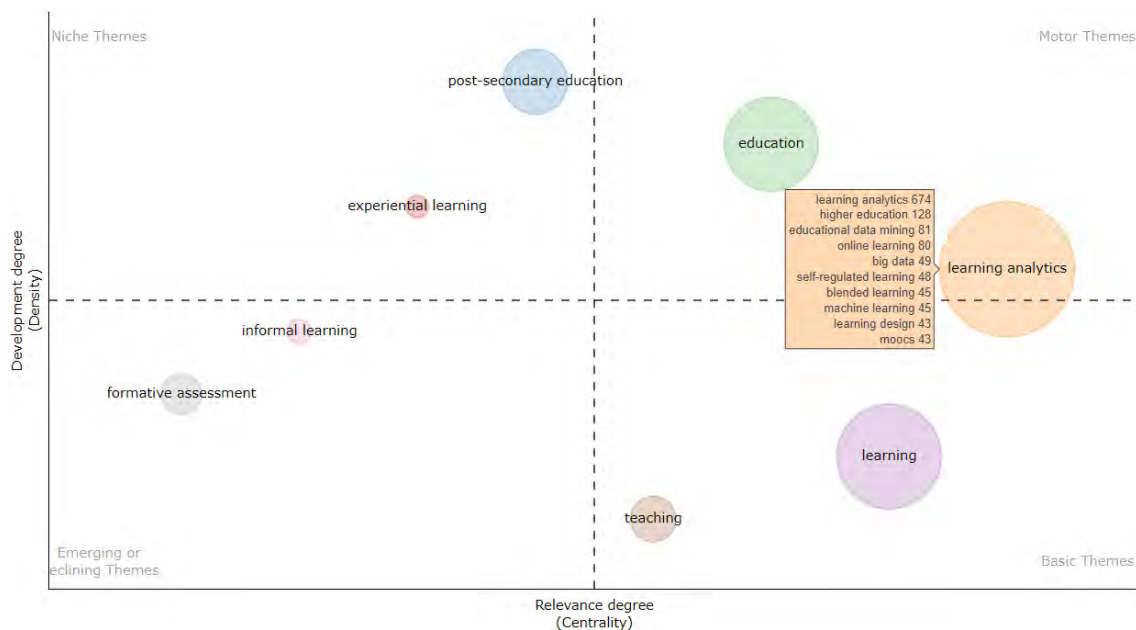 Niche Themes
Motor Themes
post-secondary education
education
experiential learning
learning analytics 674
higher education 128
educational data mining 81
online learning 80
big data 49
self-regulated learning 48
blended learning 45
machine learning 45
learning design 43
moocs 43
learning analytics
informal learning
formative assessment
learning
teaching
Emerging or
eclining Themes
Basic Themes
Development degree
(Density)
Relevance degree
(Centrality)